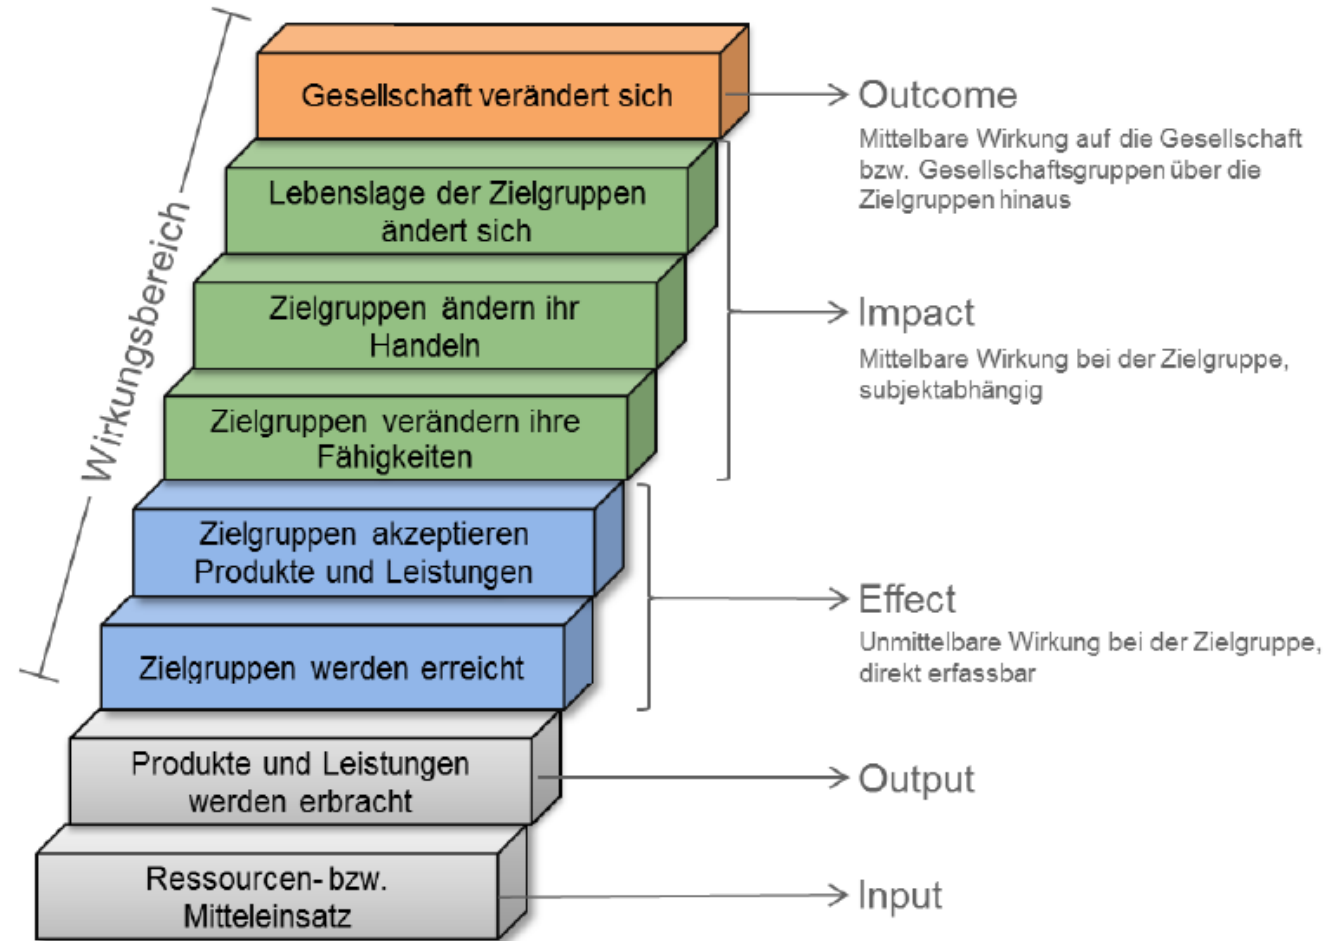 Wirkungsbereich
Gesellschaft verändert sich
Outcome
Mittelbare Wirkung auf die Gesellschaft
bzw. Gesellschaftsgruppen über die
Zielgruppen hinaus
Lebenslage der Zielgruppen
ändert sich
Zielgruppen ändern ihr
Handeln
Zielgruppen verändern ihre
Fähigkeiten
Impact
Mittelbare Wirkung bei der Zielgruppe,
subjektabhängig
Zielgruppen akzeptieren
Produkte und Leistungen
Zielgruppen werden erreicht
Effect
Unmittelbare Wirkung bei der Zielgruppe,
direkt erfassbar
Produkte und Leistungen
werden erbracht
Output
Ressourcen- bzw.
Mitteleinsatz
Input